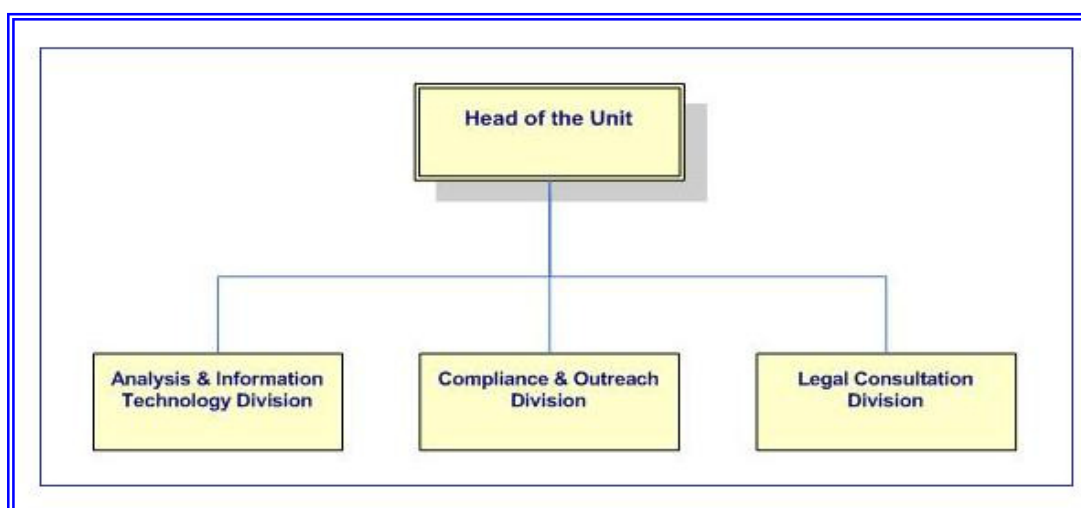 Head of the Unit
Analysis & Information
Technology Division
Compliance & Outreach
Division
Legal Consultation
Division